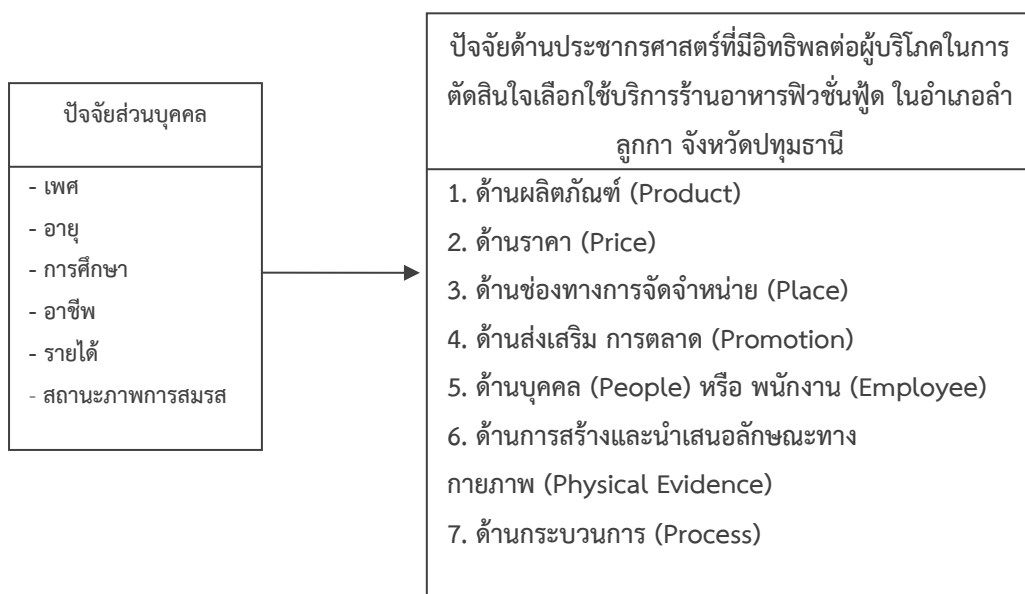 ปัจจัยส่วนบุคคล
- เพศ
- อายุ
- การศึกษา
- อาชีพ
- รายได้
- สถานะภาพการสมรส
ปัจจัยด้านประชากรศาสตร์ที่มีอิทธิพลต่อผู้บริโภคในการ
ตัดสินใจเลือกใช้บริการร้านอาหารฟิวชั่นฟู้ด ในอำเภอลำ
ลูกกา จังหวัดปทุมธานี
1. ด้านผลิตภัณฑ์ (Product)
2. ด้านราคา (Price)
3. ด้านช่องทางการจัดจำหน่าย (Place)
4. ด้านส่งเสริม การตลาด (Promotion)
5. ด้านบุคคล (People) หรือ พนักงาน (Employee)
6. ด้านการสร้างและนำเสนอลักษณะทาง
กายภาพ (Physical Evidence)
7. ด้านกระบวนการ (Process)